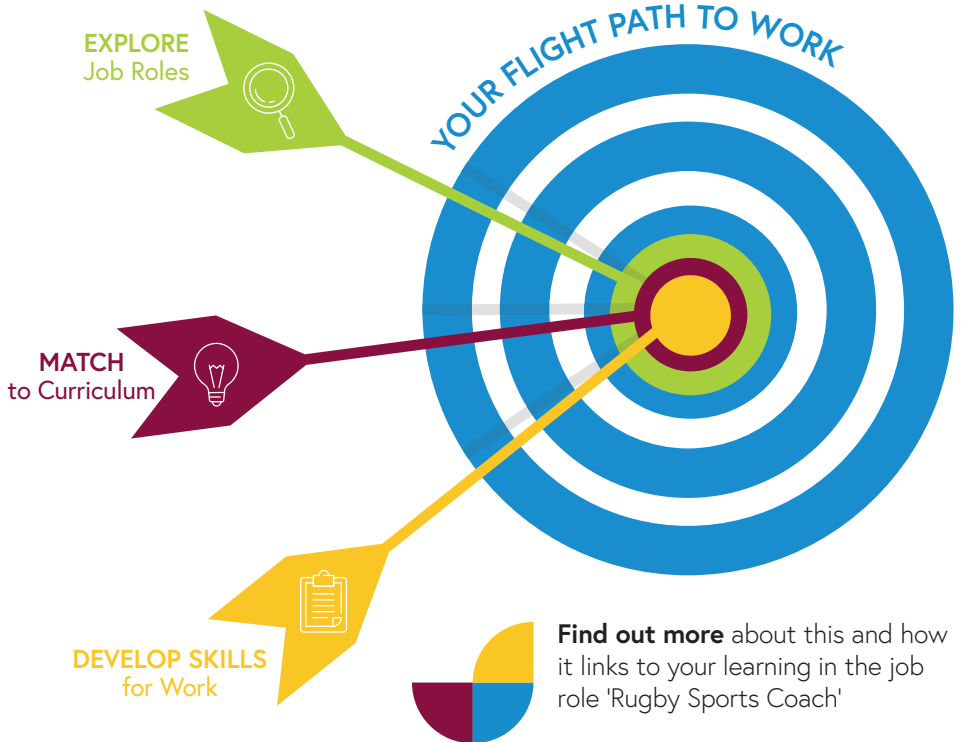 YOUR FLIGHT PATH TO WORK
EXPLORE
Job Roles
MATCH
to Curriculum
DEVELOP SKILLS
for Work
Find out more about this and how
it links to your learning in the job
role 'Rugby Sports Coach'